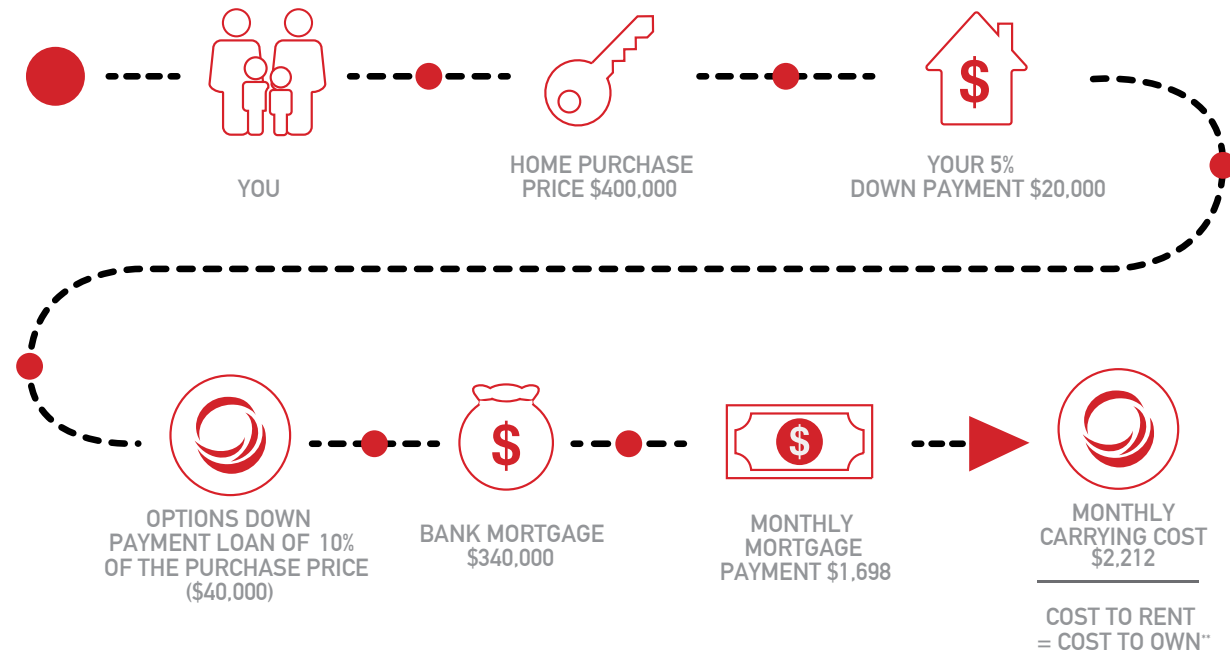 YOU
HOME PURCHASE
PRICE $400,000
$
YOUR 5%
DOWN PAYMENT $20,000
OPTIONS DOWN
PAYMENT LOAN OF 10%
OF THE PURCHASE PRICE
($40,000)
$
BANK MORTGAGE
$340,000
$
MONTHLY
MORTGAGE
PAYMENT $1,698
MONTHLY
CARRYING COST
$2,212
COST TO RENT
= COST TO OWN**